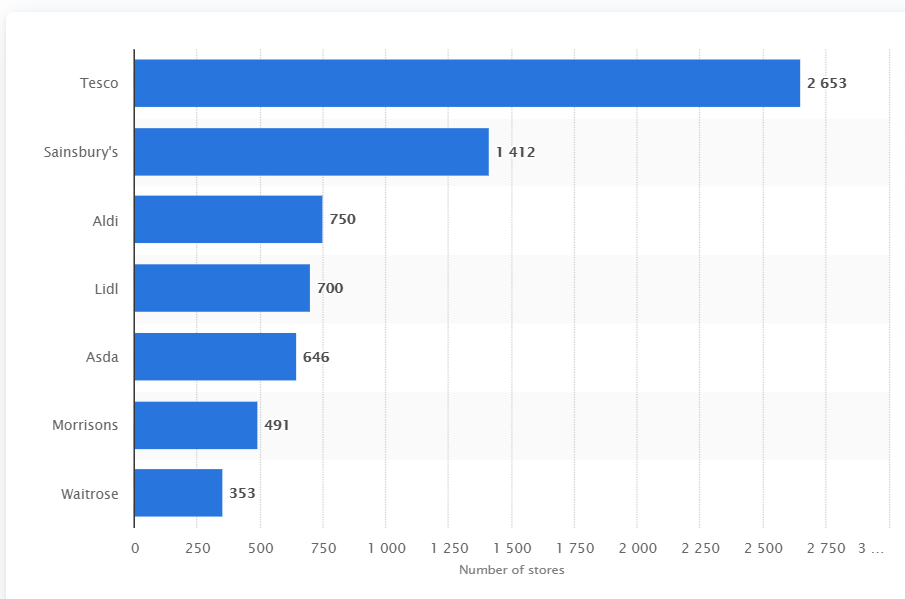 Tesco 2 653
Sainsbury's 1 412
Aldi 750
Lidl 700
Asda 646
Morrisons 491
Waitrose 353
0 250 500 750 1 000 1 250 1 500 1 750 2 000 2 250 2 500 2 750 3 ...
Number of stores